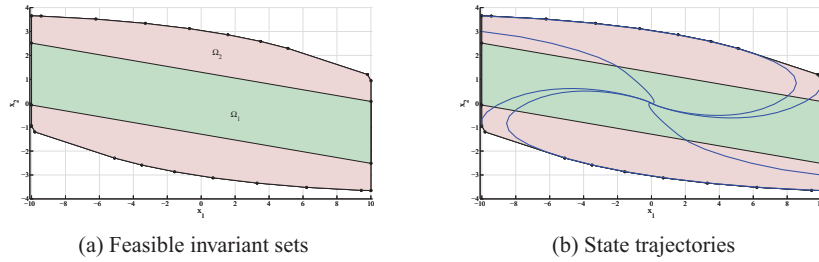 4
3
2
1
0
−1
−2
−3
−4
x₂
Ω₂
Ω₁
−10 −8 −6 −4 −2 0 2 4 6 8 10
x₁
(a) Feasible invariant sets
4
3
2
1
0
−1
−2
−3
−4
x₂
−10 −8 −6 −4 −2 0 2 4 6 8 10
x₁
(b) State trajectories